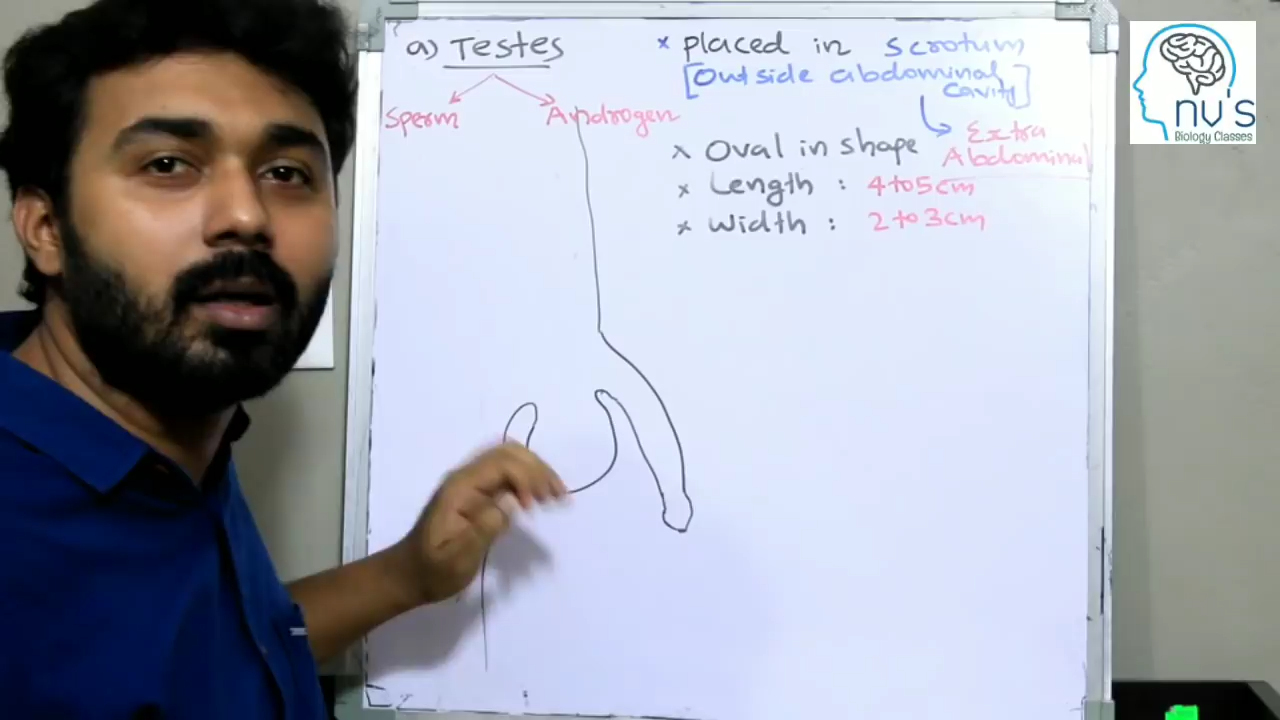 a) Testes
Sperm Androgen
x placed in scrotum
[Outside abdominal
cavity]
Extra
Abdominal
x Oval in shape
x Length : 4 to 5 cm
x Width : 2 to 3 cm
NV's
Biology Classes